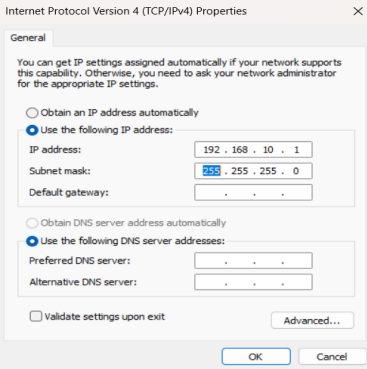 Internet Protocol Version 4 (TCP/IPv4) Properties
General
You can get IP settings assigned automatically if your network supports
this capability. Otherwise, you need to ask your network administrator
for the appropriate IP settings.
Obtain an IP address automatically
Use the following IP address:
IP address: 192 . 168 . 10 . 1
Subnet mask: 255 . 255 . 255 . 0
Default gateway: . . .
Obtain DNS server address automatically
Use the following DNS server addresses:
Preferred DNS server: . . .
Alternative DNS server: . . .
Validate settings upon exit
Advanced...
OK Cancel